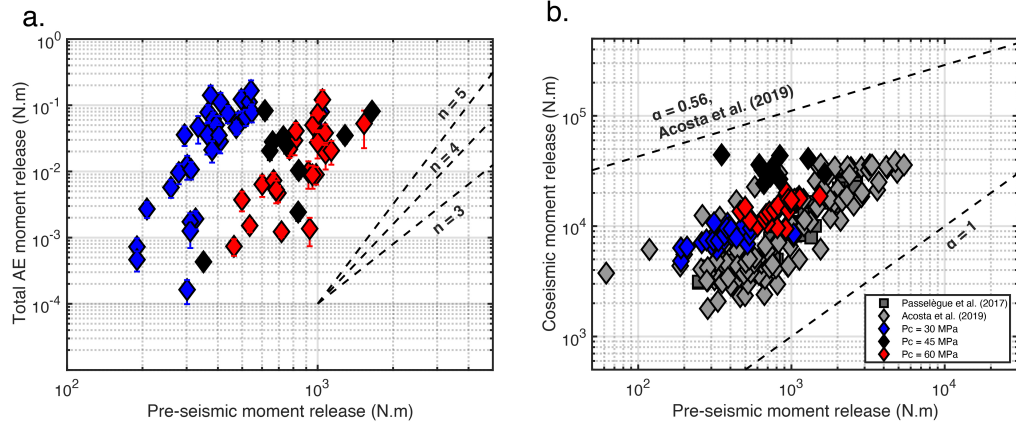 a.
Total AE moment release (N.m)
10^0
10^-1
10^-2
10^-3
10^-4
n = 5
n = 4
n = 3
10^2
10^3
Pre-seismic moment release (N.m)
b.
Coseismic moment release (N.m)
10^5
10^4
10^3
α = 0.56,
Acosta et al. (2019)
α = 1
Passelègue et al. (2017)
Acosta et al. (2019)
Pc = 30 MPa
Pc = 45 MPa
Pc = 60 MPa
10^2
10^3
10^4
Pre-seismic moment release (N.m)